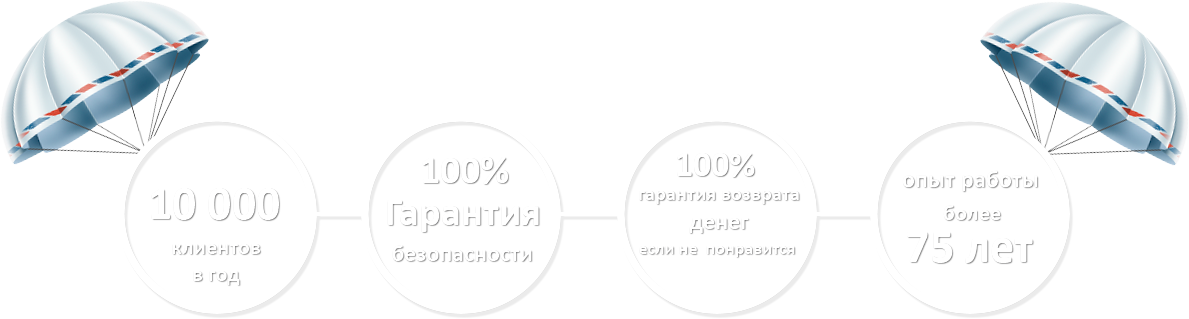 10 000
клиентов
в год
100%
Гарантия
безопасности
100%
гарантия возврата
денег
если не понравится
опыт работы
более
75 лет